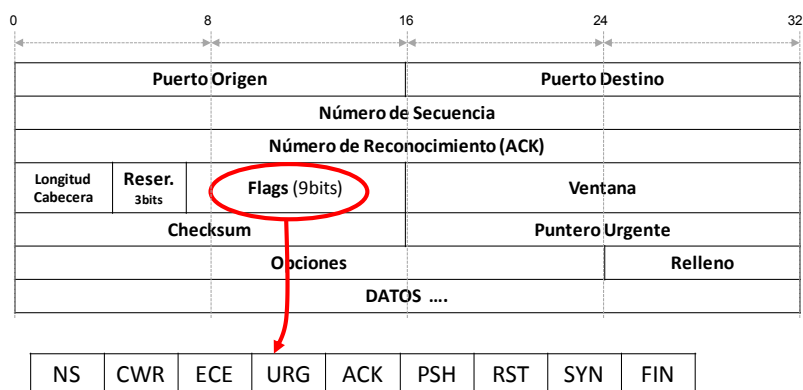 0 8 16 24 32
Puerto Origen Puerto Destino
Número de Secuencia
Número de Reconocimiento (ACK)
Longitud Cabecera Reser. 3bits Flags (9bits) Ventana
Checksum Puntero Urgente
Opciones Relleno
DATOS ....
NS CWR ECE URG ACK PSH RST SYN FIN